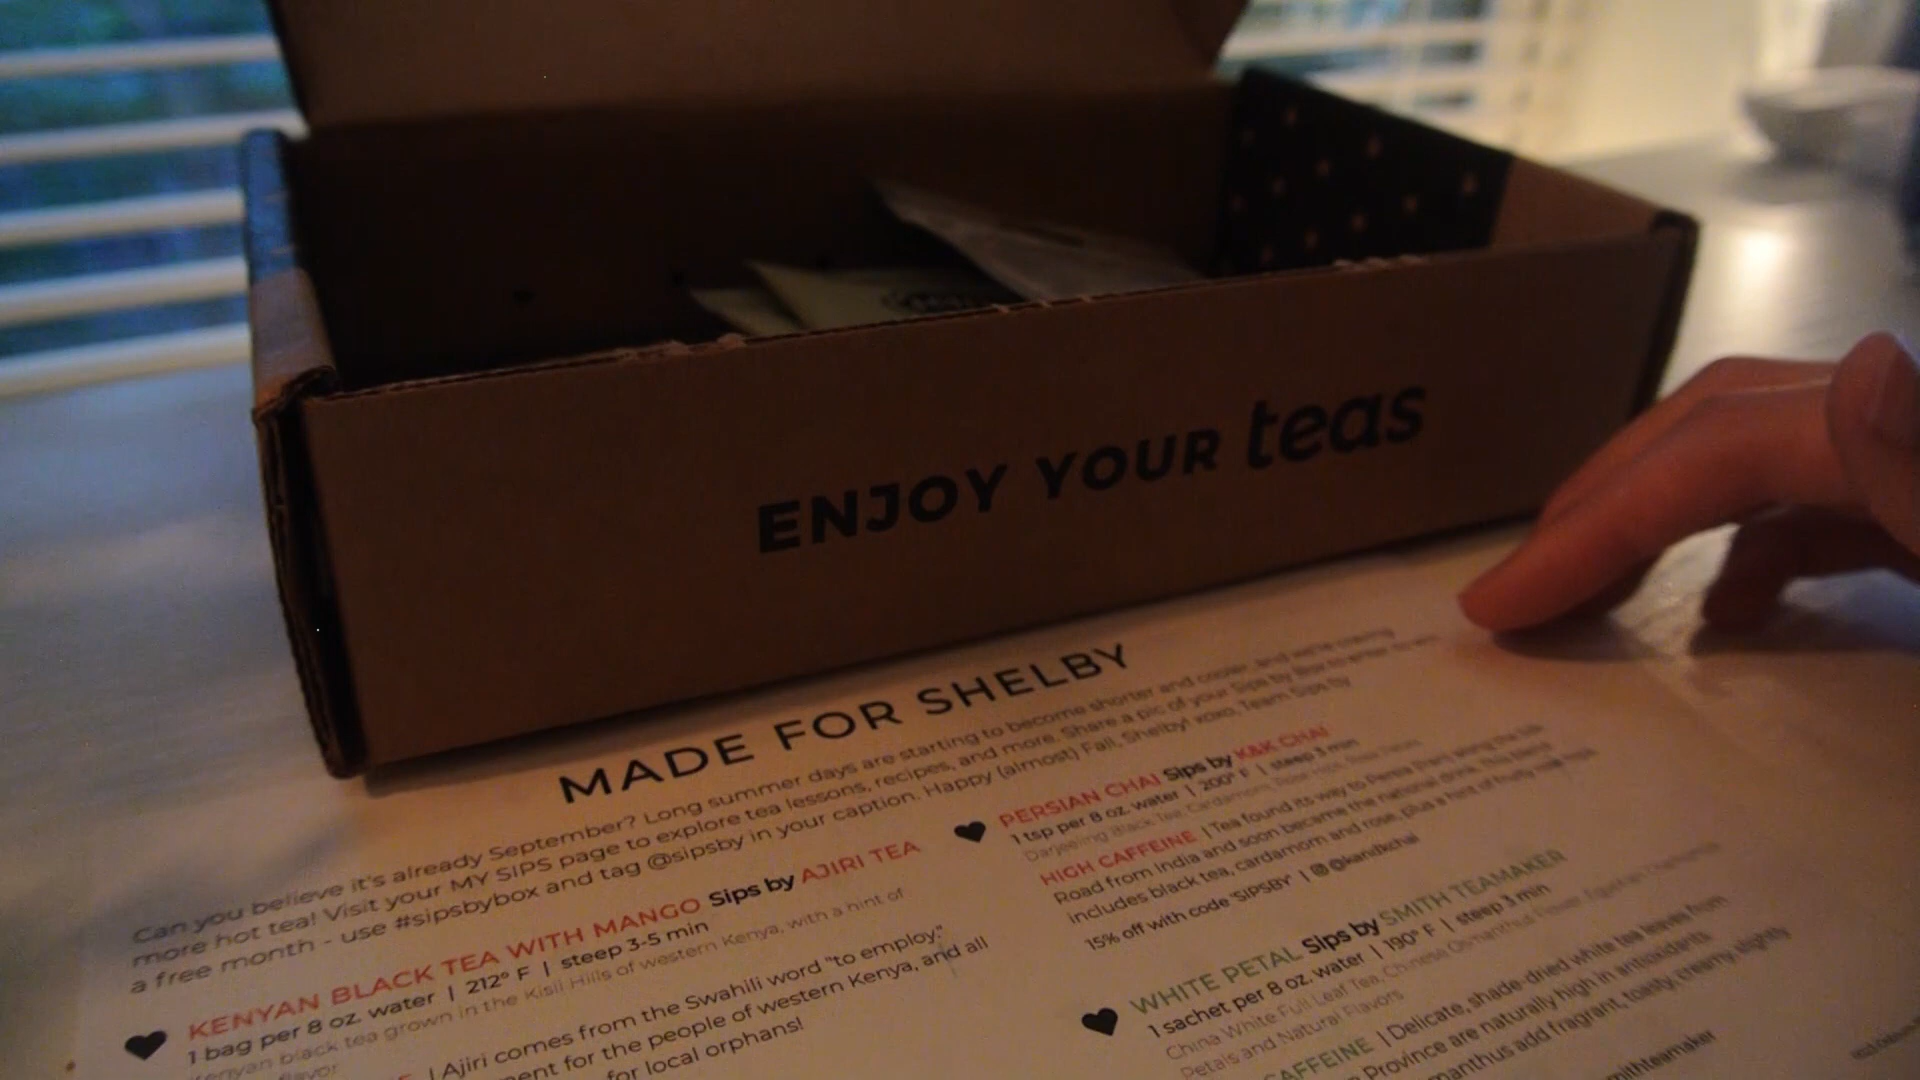 ENJOY YOUR teas
MADE FOR SHELBY
Can you believe it's already September? Long summer days are starting to become shorter and cooler, and we're craving
more hot tea! Visit your MY SIPS page to explore tea lessons, recipes, and more. Share a pic of your Sips by Box to enter to win
a free month - use #sipsbybox and tag @sipsby in your caption. Happy (almost) Fall, Shelby! xoxo, Team Sips by
KENYAN BLACK TEA WITH MANGO Sips by AJIRI TEA
1 bag per 8 oz. water | 212° F | steep 3-5 min
Kenyan black tea grown in the Kisii Hills of western Kenya, with a hint of
flavor
| Ajiri comes from the Swahili word "to employ,"
for the people of western Kenya, and all
for local orphans!
PERSIAN CHAI Sips by K&K CHAI
1 tsp per 8 oz. water | 200° F | steep 3 min
Darjeeling Black Tea, Cardamom,
HIGH CAFFEINE | Tea found its way to Persia (Iran) along the Silk
Road from India and soon became the national drink. This blend
includes black tea, cardamom and rose, plus a hint of fruity
15% off with code 'SIPSBY' | @kandkchai
WHITE PETAL Sips by SMITH TEAMAKER
1 sachet per 8 oz. water | 190° F | steep 3 min
China White Full Leaf Tea, Chinese Osmanthus Flower, Egyptian Chamomile
Petals and Natural Flavors
CAFFEINE | Delicate, shade-dried white tea leaves from
Province are naturally high in antioxidants.
add fragrant, toasty, creamy, slightly
smithteamaker